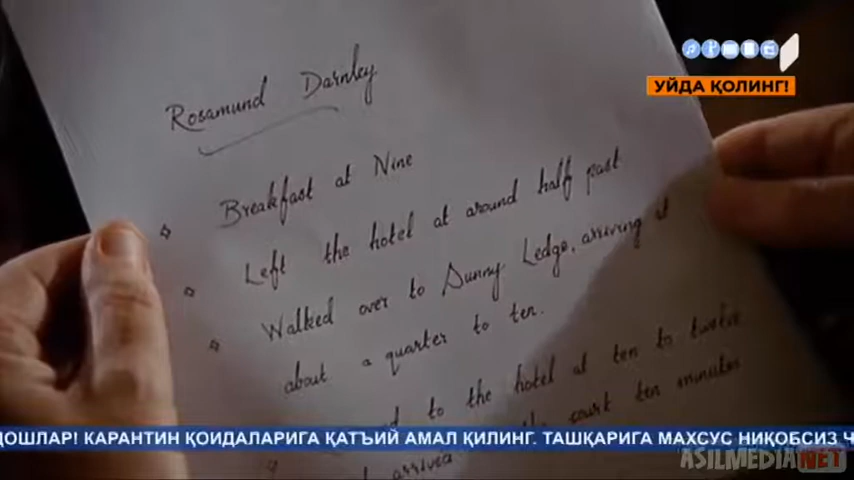 УЙДА ҚОЛИНГ!
Rosamund Darnley
Breakfast at Nine
Left the hotel at around half past
Walked over to Sunny Ledge, arriving at
about a quarter to ten.
to the hotel at ten to twelve
court ten minutes
arrived
ДОШЛАР! КАРАНТИН ҚОИДАЛАРИГА ҚАТЪИЙ АМАЛ ҚИЛИНГ. ТАШҚАРИГА МАХСУС НИҚОБСИЗ Ч
ASILMEDIA.NET